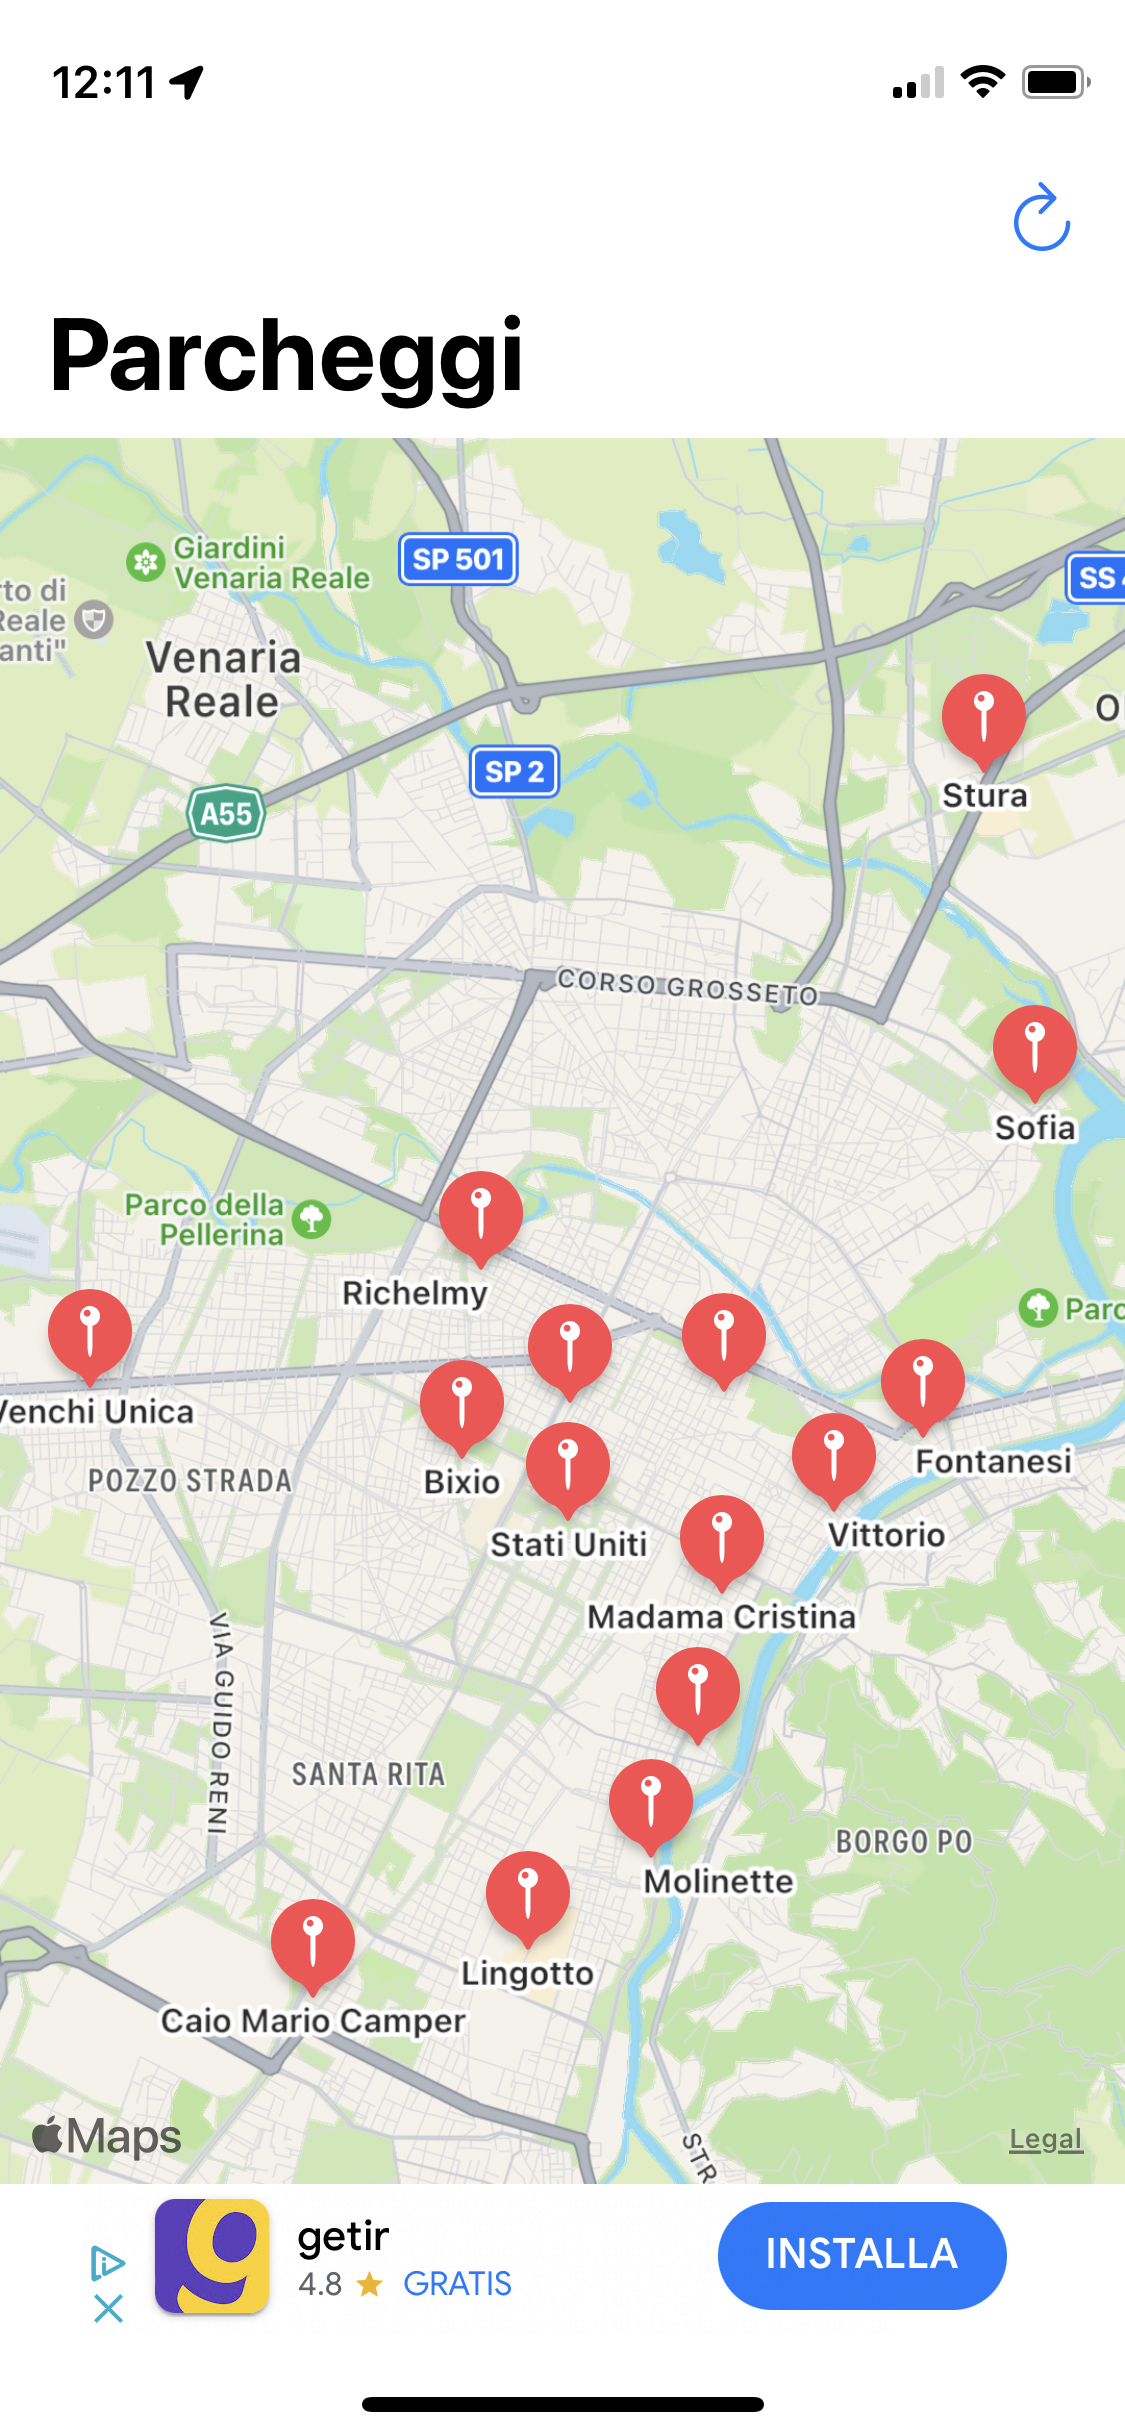 12:11
Parcheggi
Giardini
Venaria Reale
SP 501
SS
rto di
Reale
anti"
Venaria
Reale
SP 2
A55
Stura
CORSO GROSSETO
Sofia
Parco della
Pellerina
Richelmy
Parc
Venchi Unica
POZZO STRADA
Bixio
Fontanesi
Stati Uniti
Vittorio
Madama Cristina
VIA GUIDO RENI
SANTA RITA
BORGO PO
Molinette
Lingotto
Caio Mario Camper
Maps
STR
Legal
getir
4.8 ★ GRATIS
INSTALLA